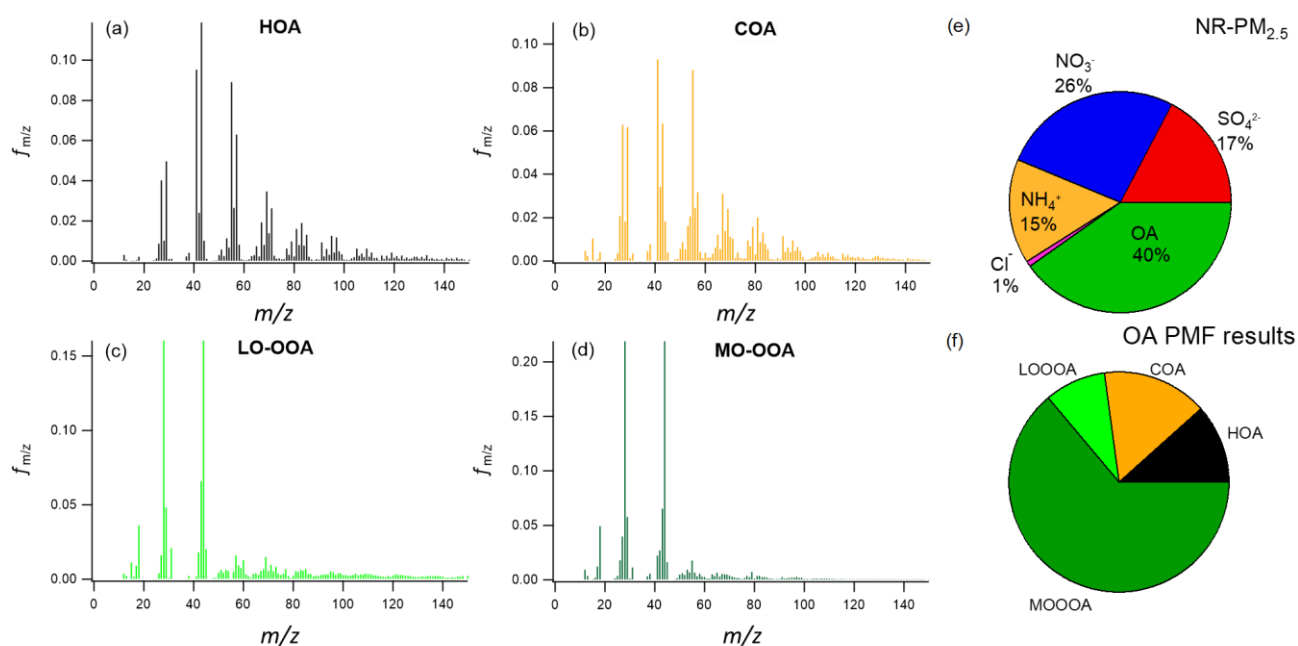 (a)
HOA
0.10
0.08
0.06
0.04
0.02
0.00
f m/z
0 20 40 60 80 100 120 140
m/z
(b)
COA
0.10
0.08
0.06
0.04
0.02
0.00
f m/z
0 20 40 60 80 100 120 140
m/z
(c)
LO-OOA
0.15
0.10
0.05
0.00
f m/z
0 20 40 60 80 100 120 140
m/z
(d)
MO-OOA
0.20
0.15
0.10
0.05
0.00
f m/z
0 20 40 60 80 100 120 140
m/z
(e)
NR-PM2.5
NO3-
26%
SO42-
17%
NH4+
15%
OA
40%
Cl-
1%
(f)
OA PMF results
LOOOA
COA
HOA
MOOOA